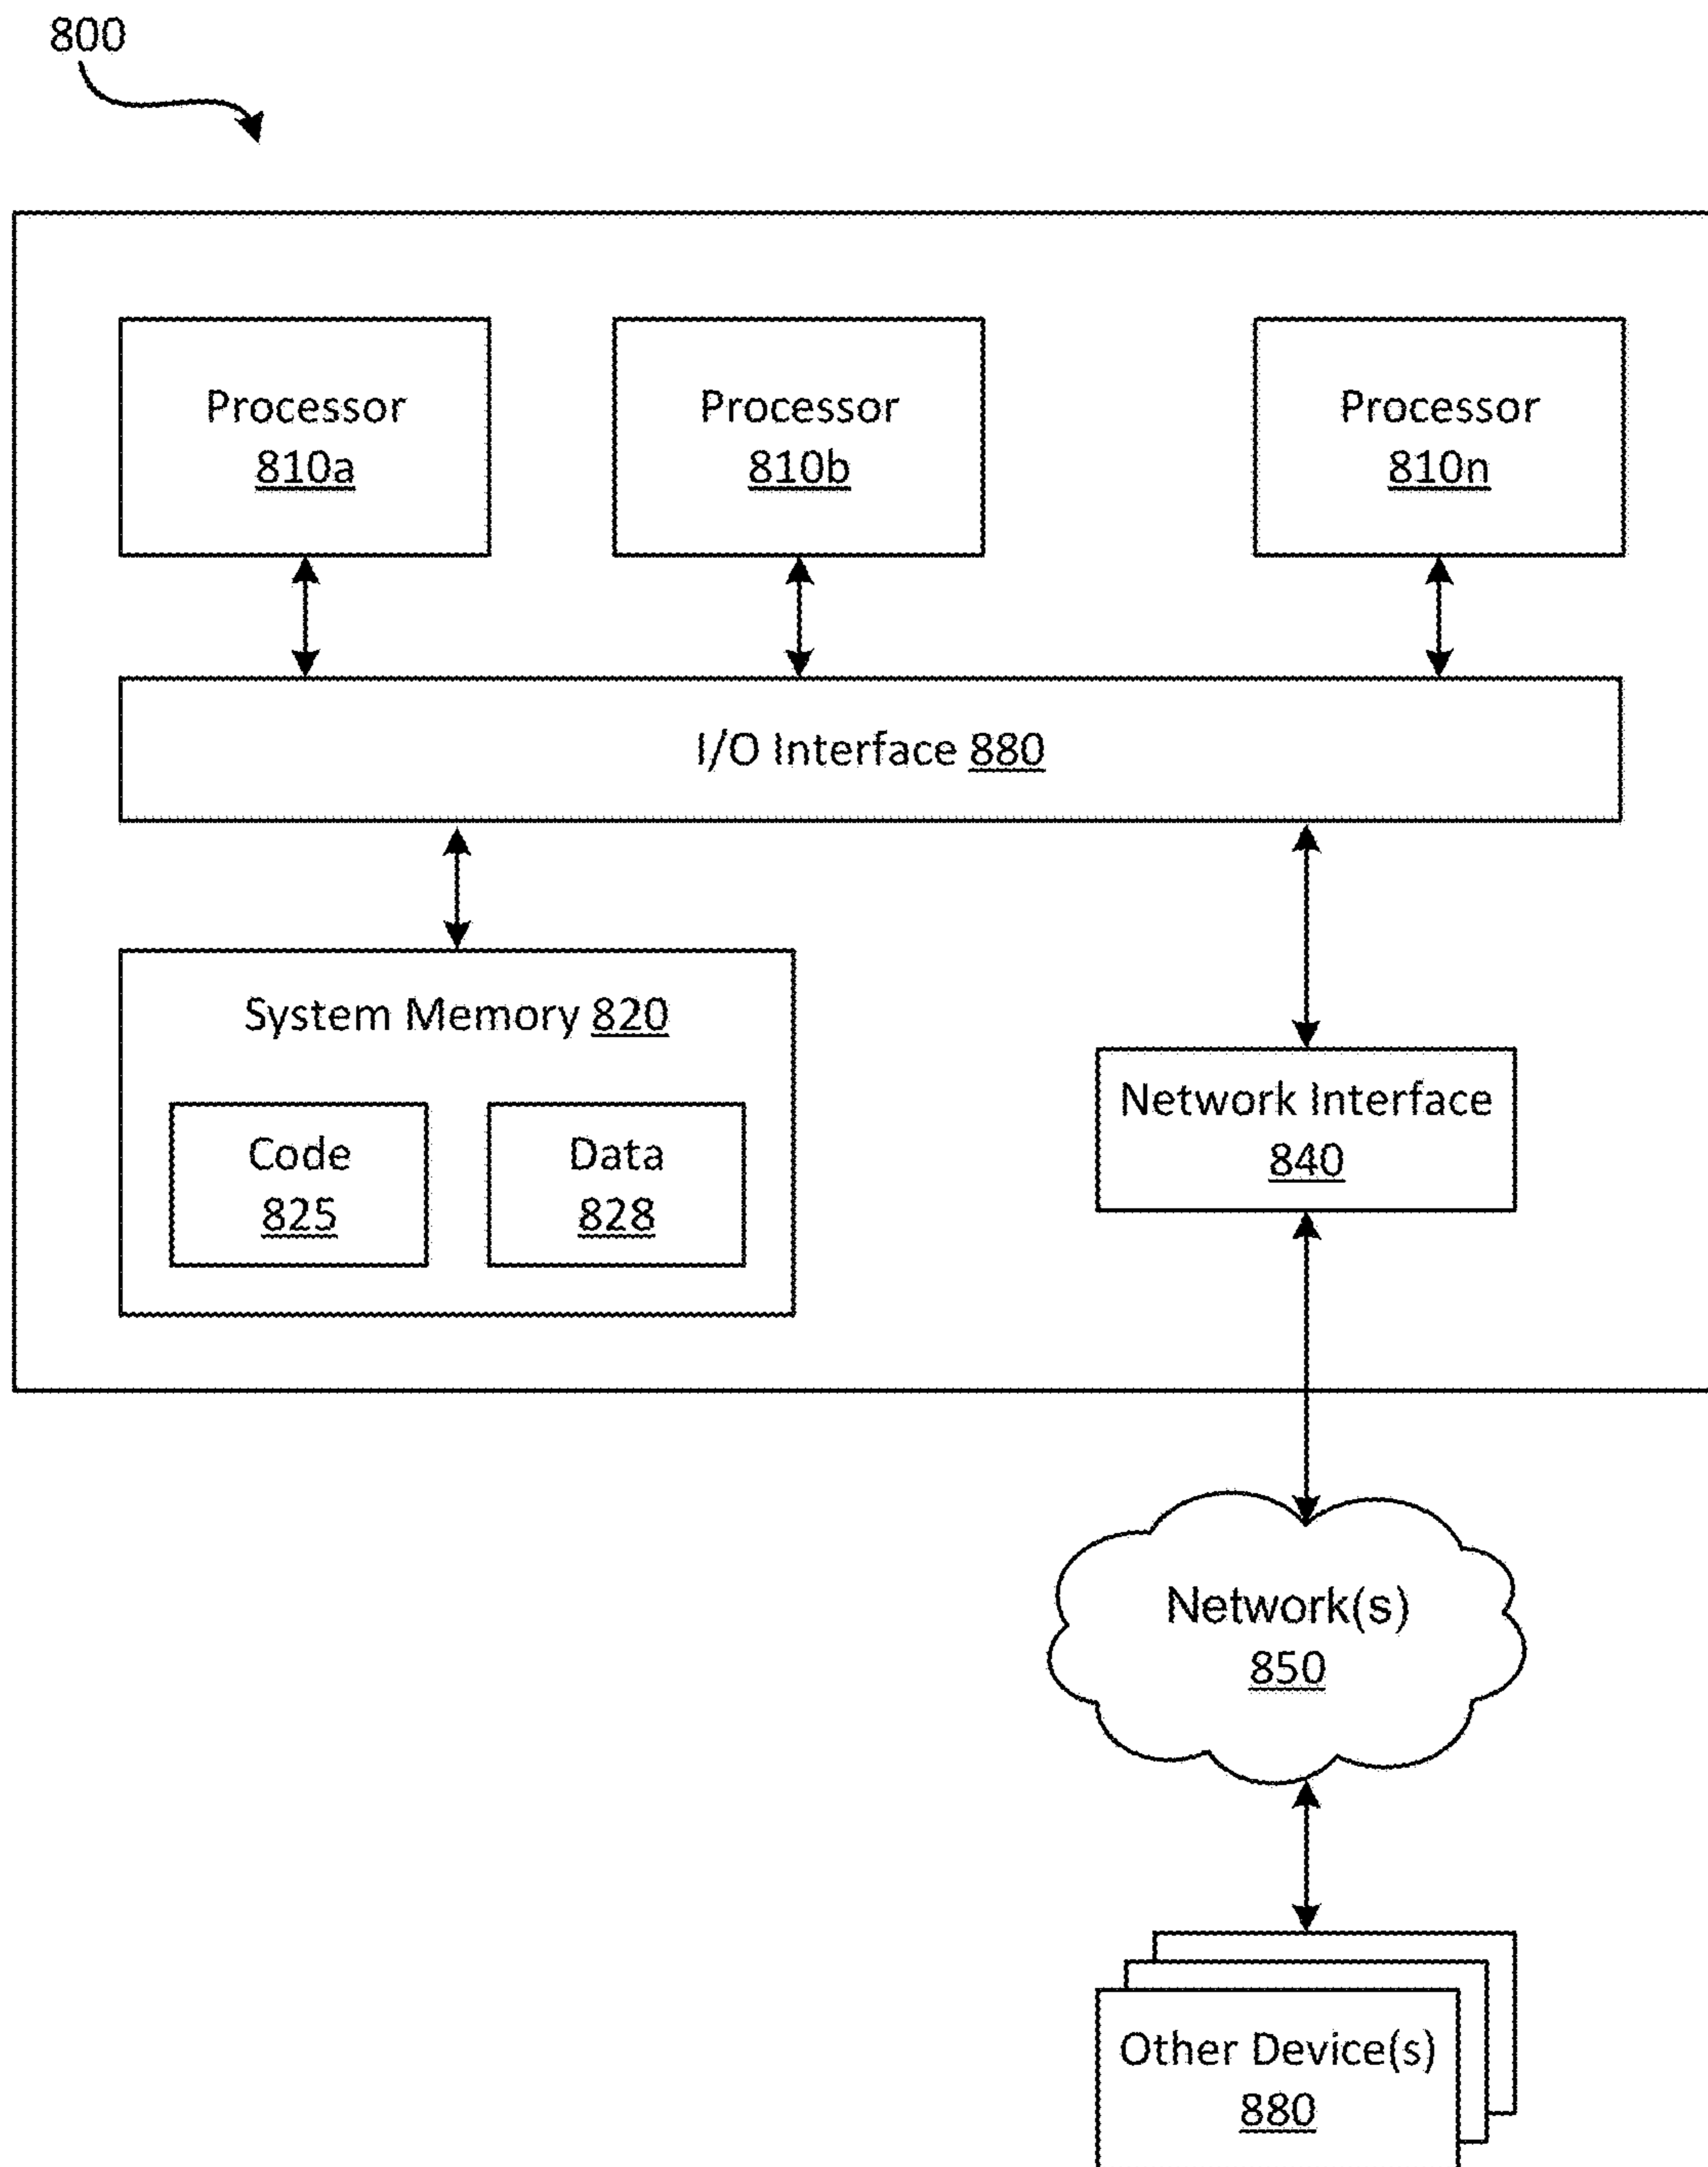 800
Processor
810a
Processor
810b
Processor
810n
I/O Interface 880
System Memory 820
Code
825
Data
828
Network Interface
840
Network(s)
850
Other Device(s)
880